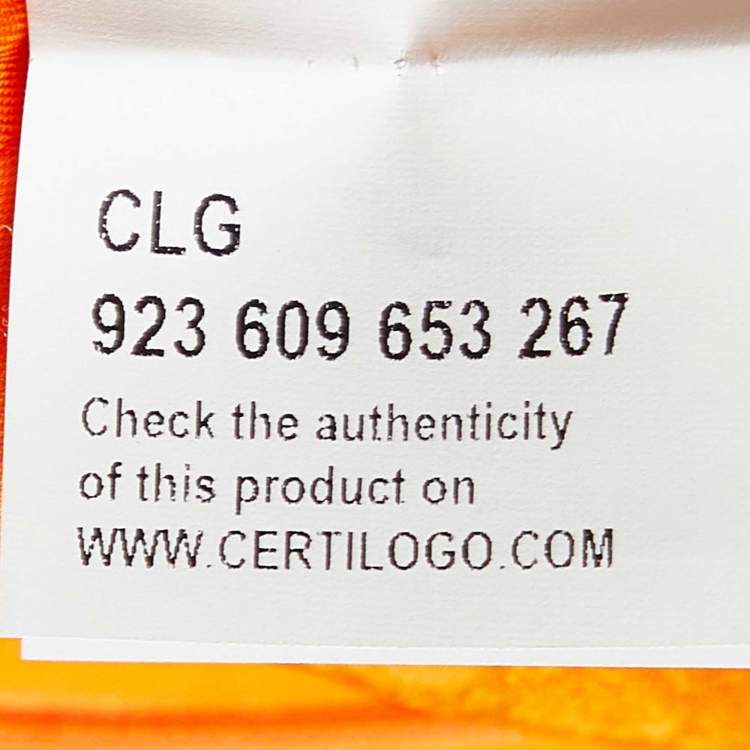 CLG
923 609 653 267
Check the authenticity
of this product on
WWW.CERTILOGO.COM